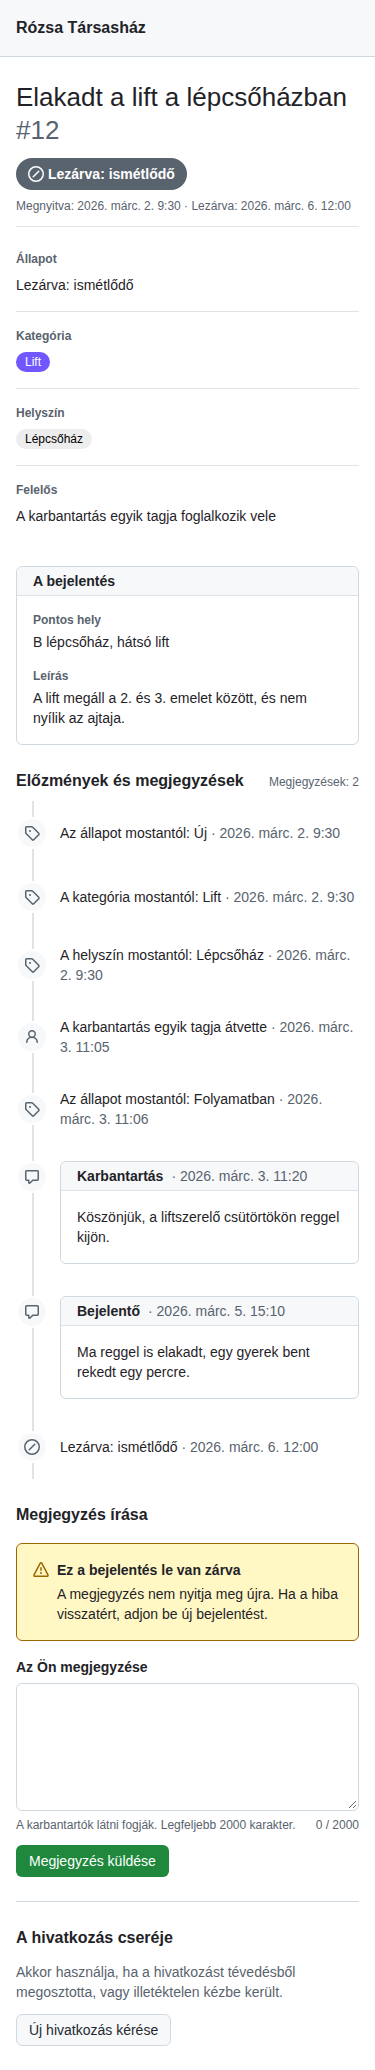 Rózsa Társasház
Elakadt a lift a lépcsőházban
#12
Lezárva: ismétlődő
Megnyitva: 2026. márc. 2. 9:30 · Lezárva: 2026. márc. 6. 12:00
Állapot
Lezárva: ismétlődő
Kategória
Lift
Helyszín
Lépcsőház
Felelős
A karbantartás egyik tagja foglalkozik vele
A bejelentés
Pontos hely
B lépcsőház, hátsó lift
Leírás
A lift megáll a 2. és 3. emelet között, és nem
nyílik az ajtaja.
Előzmények és megjegyzések
Megjegyzések: 2
Az állapot mostantól: Új · 2026. márc. 2. 9:30
A kategória mostantól: Lift · 2026. márc. 2. 9:30
A helyszín mostantól: Lépcsőház · 2026. márc.
2. 9:30
A karbantartás egyik tagja átvette · 2026. márc.
3. 11:05
Az állapot mostantól: Folyamatban · 2026.
márc. 3. 11:06
Karbantartás · 2026. márc. 3. 11:20
Köszönjük, a liftszerelő csütörtökön reggel
kijön.
Bejelentő · 2026. márc. 5. 15:10
Ma reggel is elakadt, egy gyerek bent
rekedt egy percre.
Lezárva: ismétlődő · 2026. márc. 6. 12:00
Megjegyzés írása
Ez a bejelentés le van zárva
A megjegyzés nem nyitja meg újra. Ha a hiba
visszatért, adjon be új bejelentést.
Az Ön megjegyzése
A karbantartók látni fogják. Legfeljebb 2000 karakter.
0 / 2000
Megjegyzés küldése
A hivatkozás cseréje
Akkor használja, ha a hivatkozást tévedésből
megosztotta, vagy illetéktelen kézbe került.
Új hivatkozás kérése